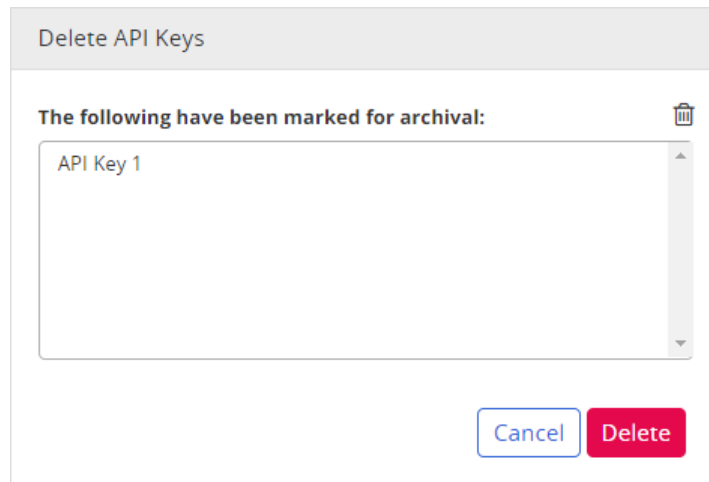 Delete API Keys
The following have been marked for archival:
API Key 1
Cancel Delete